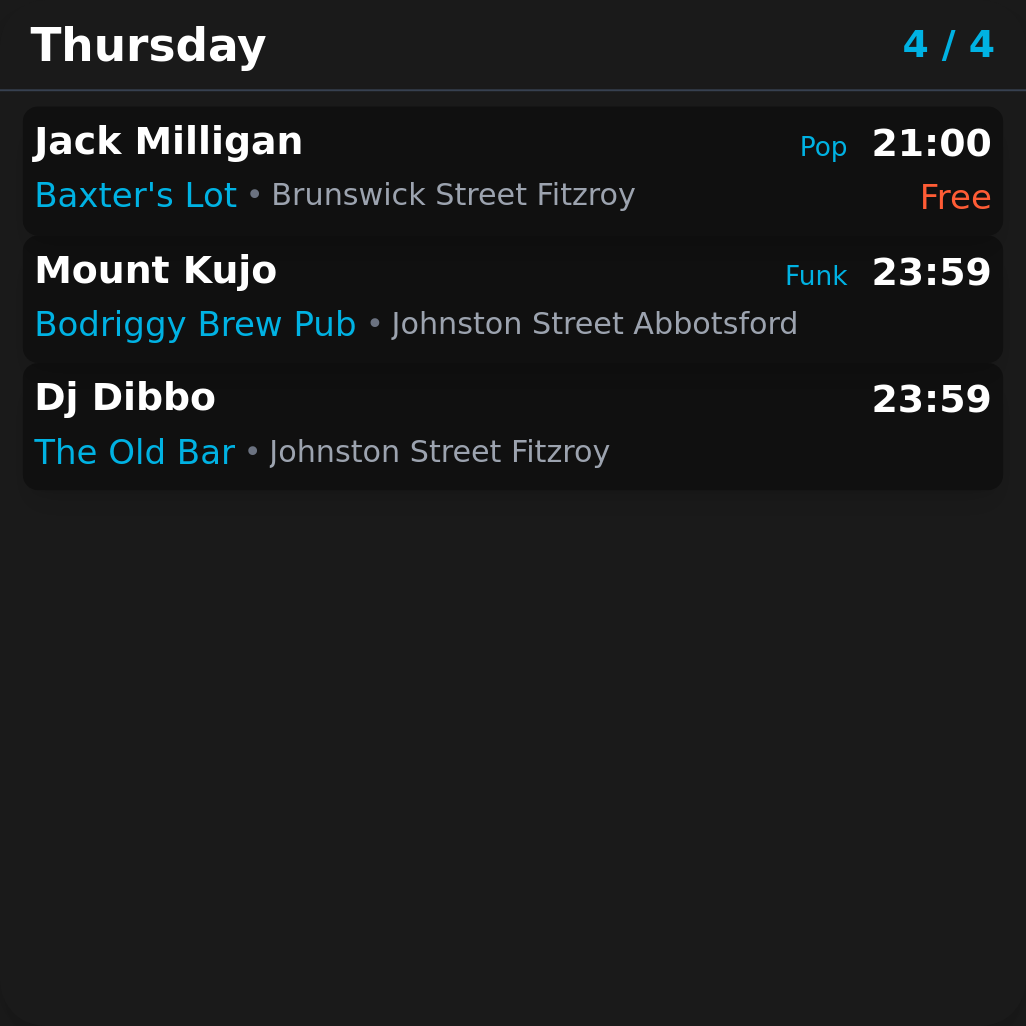 Thursday 4 / 4
Jack Milligan Pop 21:00
Baxter's Lot • Brunswick Street Fitzroy Free
Mount Kujo Funk 23:59
Bodriggy Brew Pub • Johnston Street Abbotsford
Dj Dibbo 23:59
The Old Bar • Johnston Street Fitzroy